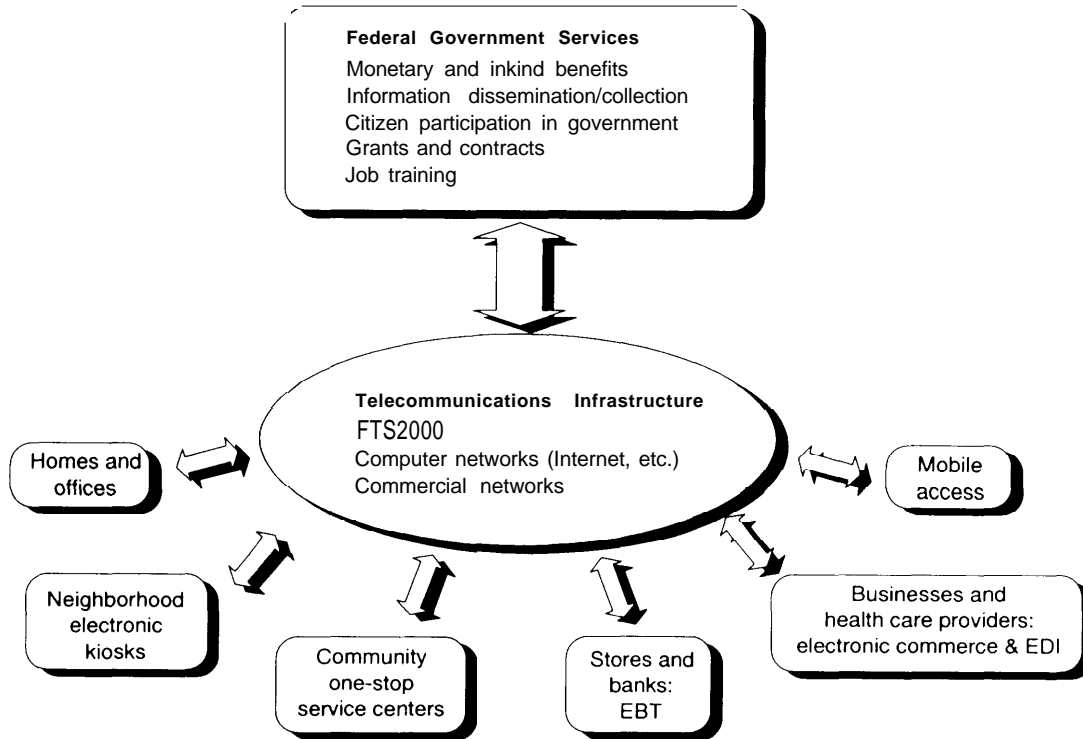 Federal Government Services
Monetary and inkind benefits
Information dissemination/collection
Citizen participation in government
Grants and contracts
Job training
Telecommunications Infrastructure
FTS2000
Computer networks (Internet, etc.)
Commercial networks
Homes and
offices
Neighborhood
electronic
kiosks
Community
one-stop
service centers
Stores and
banks:
EBT
Businesses and
health care providers:
electronic commerce & EDI
Mobile
access